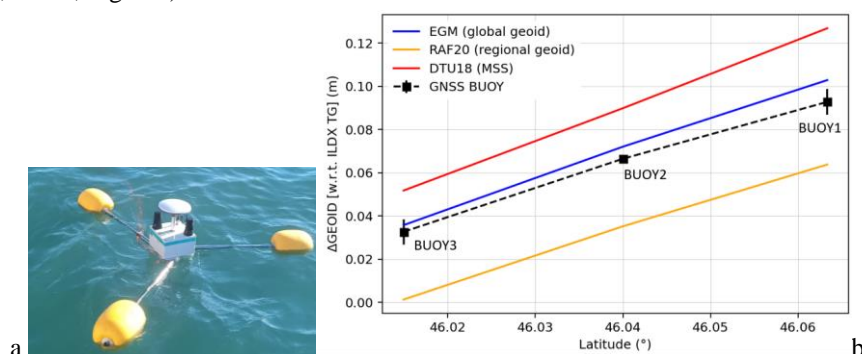 EGM (global geoid)
RAF20 (regional geoid)
DTU18 (MSS)
GNSS BUOY
ΔGEOID [w.r.t. ILDX TG] (m)
0.12
0.10
0.08
0.06
0.04
0.02
0.00
BUOY1
BUOY2
BUOY3
46.02
46.03
46.04
46.05
46.06
Latitude (°)
a
b